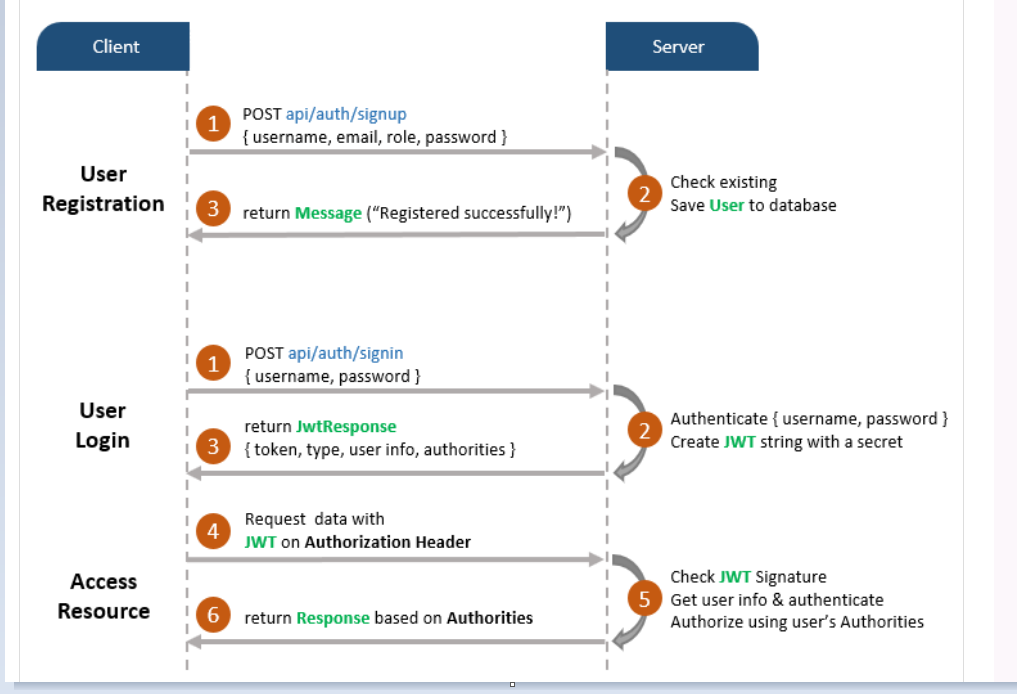 Client
Server
1
POST api/auth/signup
{ username, email, role, password }
User
Registration
2
Check existing
Save User to database
3
return Message (“Registered successfully!”)
1
POST api/auth/signin
{ username, password }
User
Login
2
Authenticate { username, password }
Create JWT string with a secret
3
return JwtResponse
{ token, type, user info, authorities }
4
Request data with
JWT on Authorization Header
Access
Resource
5
Check JWT Signature
Get user info & authenticate
Authorize using user’s Authorities
6
return Response based on Authorities